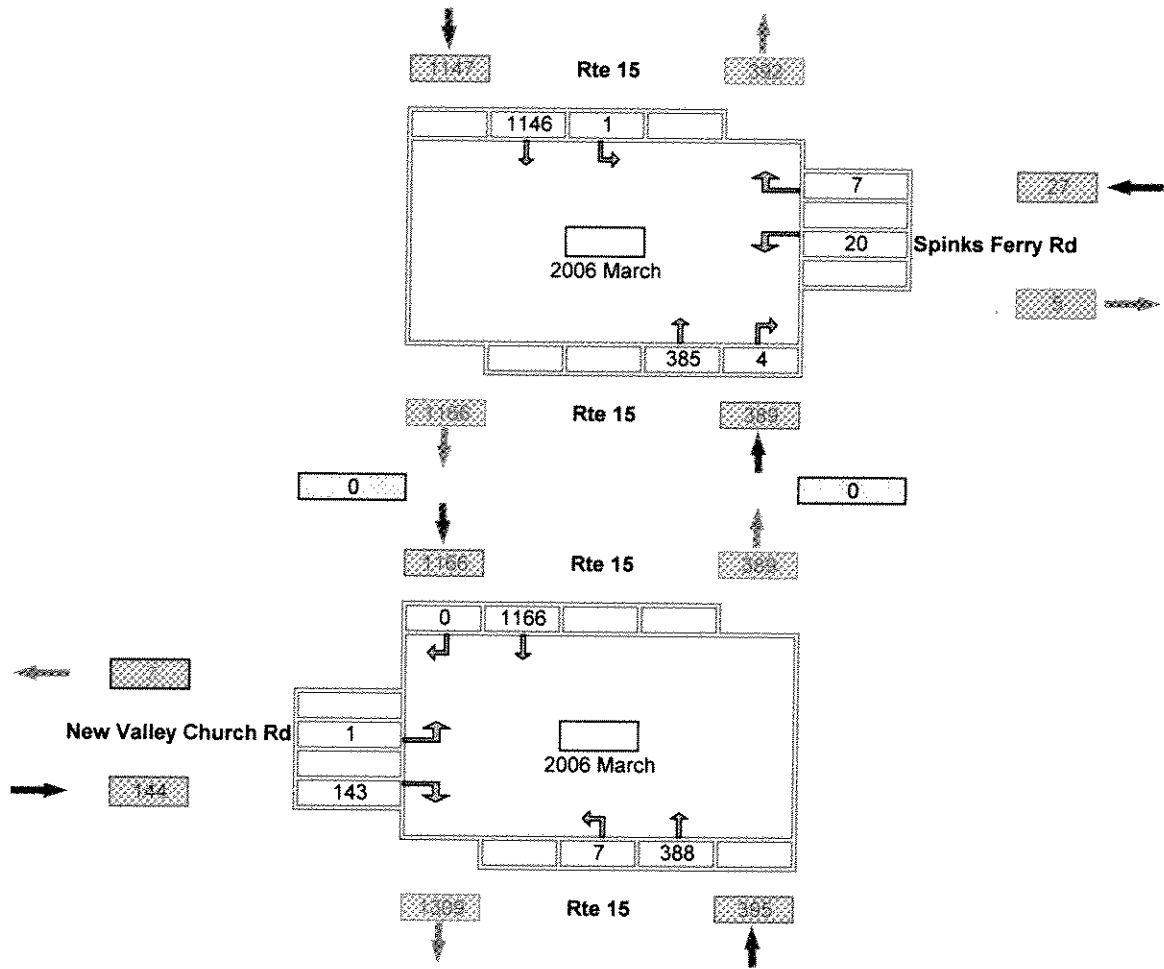 1147 Rte 15 392
1146 1
7 27
20 Spinks Ferry Rd
2006 March
5
385 4
1166 Rte 15 389
0 0
1166 Rte 15 389
0 1166
7
New Valley Church Rd 1
2006 March
144 143
7 388
1309 Rte 15 395